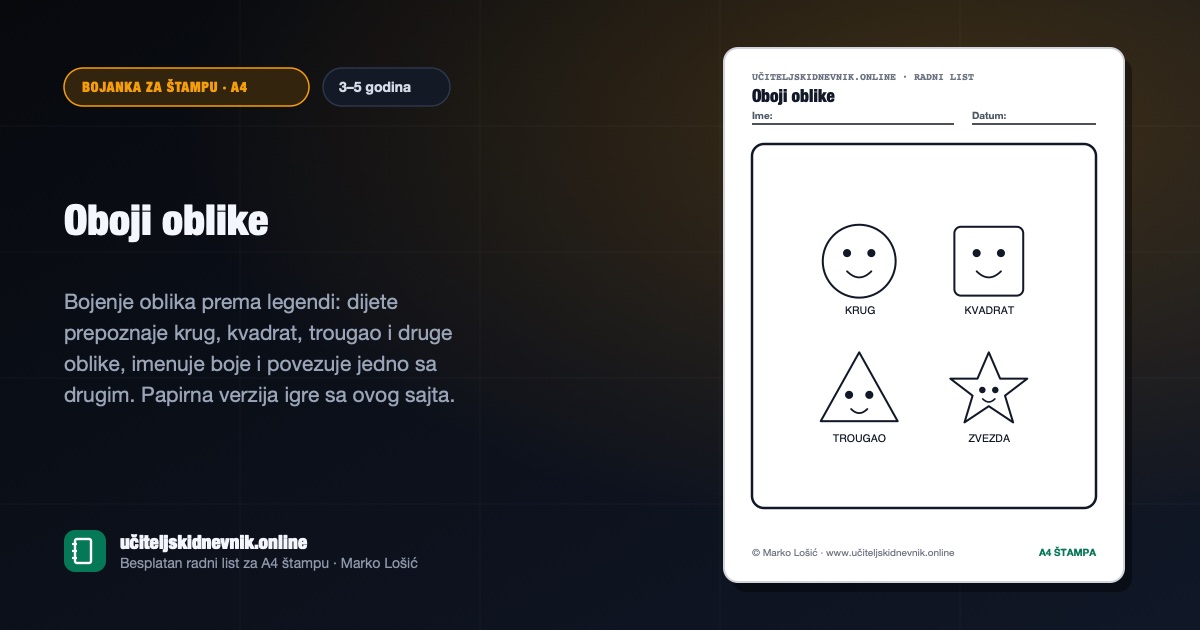 BOJANKA ZA ŠTAMPU · A4
3–5 godina
Oboji oblike
Bojenje oblika prema legendi: dijete
prepoznaje krug, kvadrat, trougao i druge
oblike, imenuje boje i povezuje jedno sa
drugim. Papirna verzija igre sa ovog sajta.
učiteljskidnevnik.online
Besplatan radni list za A4 štampu · Marko Lošić
UČITELJSKIDNEVNIK.ONLINE · RADNI LIST
Oboji oblike
Ime:
Datum:
KRUG
KVADRAT
TROUGAO
ZVEZDA
© Marko Lošić · www.učiteljskidnevnik.online
A4 ŠTAMPA